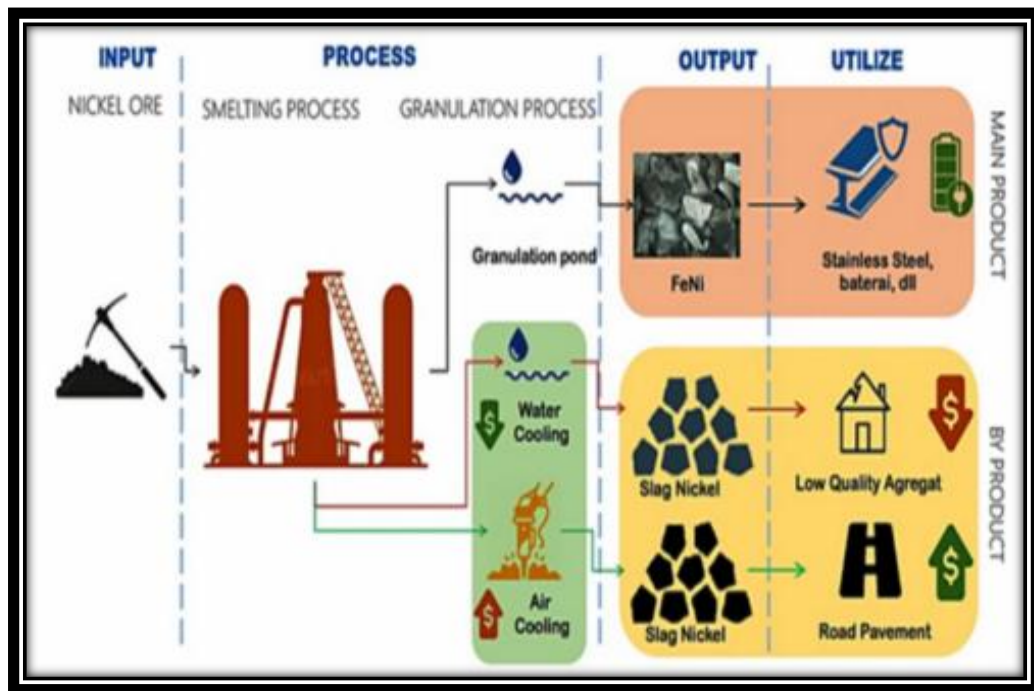 INPUT
PROCESS
OUTPUT
UTILIZE
NICKEL ORE
SMELTING PROCESS
GRANULATION PROCESS
Granulation pond
FeNi
Stainless Steel,
baterai, dll
MAIN PRODUCT
$
Water
Cooling
Slag Nickel
Low Quality Agregat
$
$
Air
Cooling
Slag Nickel
Road Pavement
$
BY PRODUCT